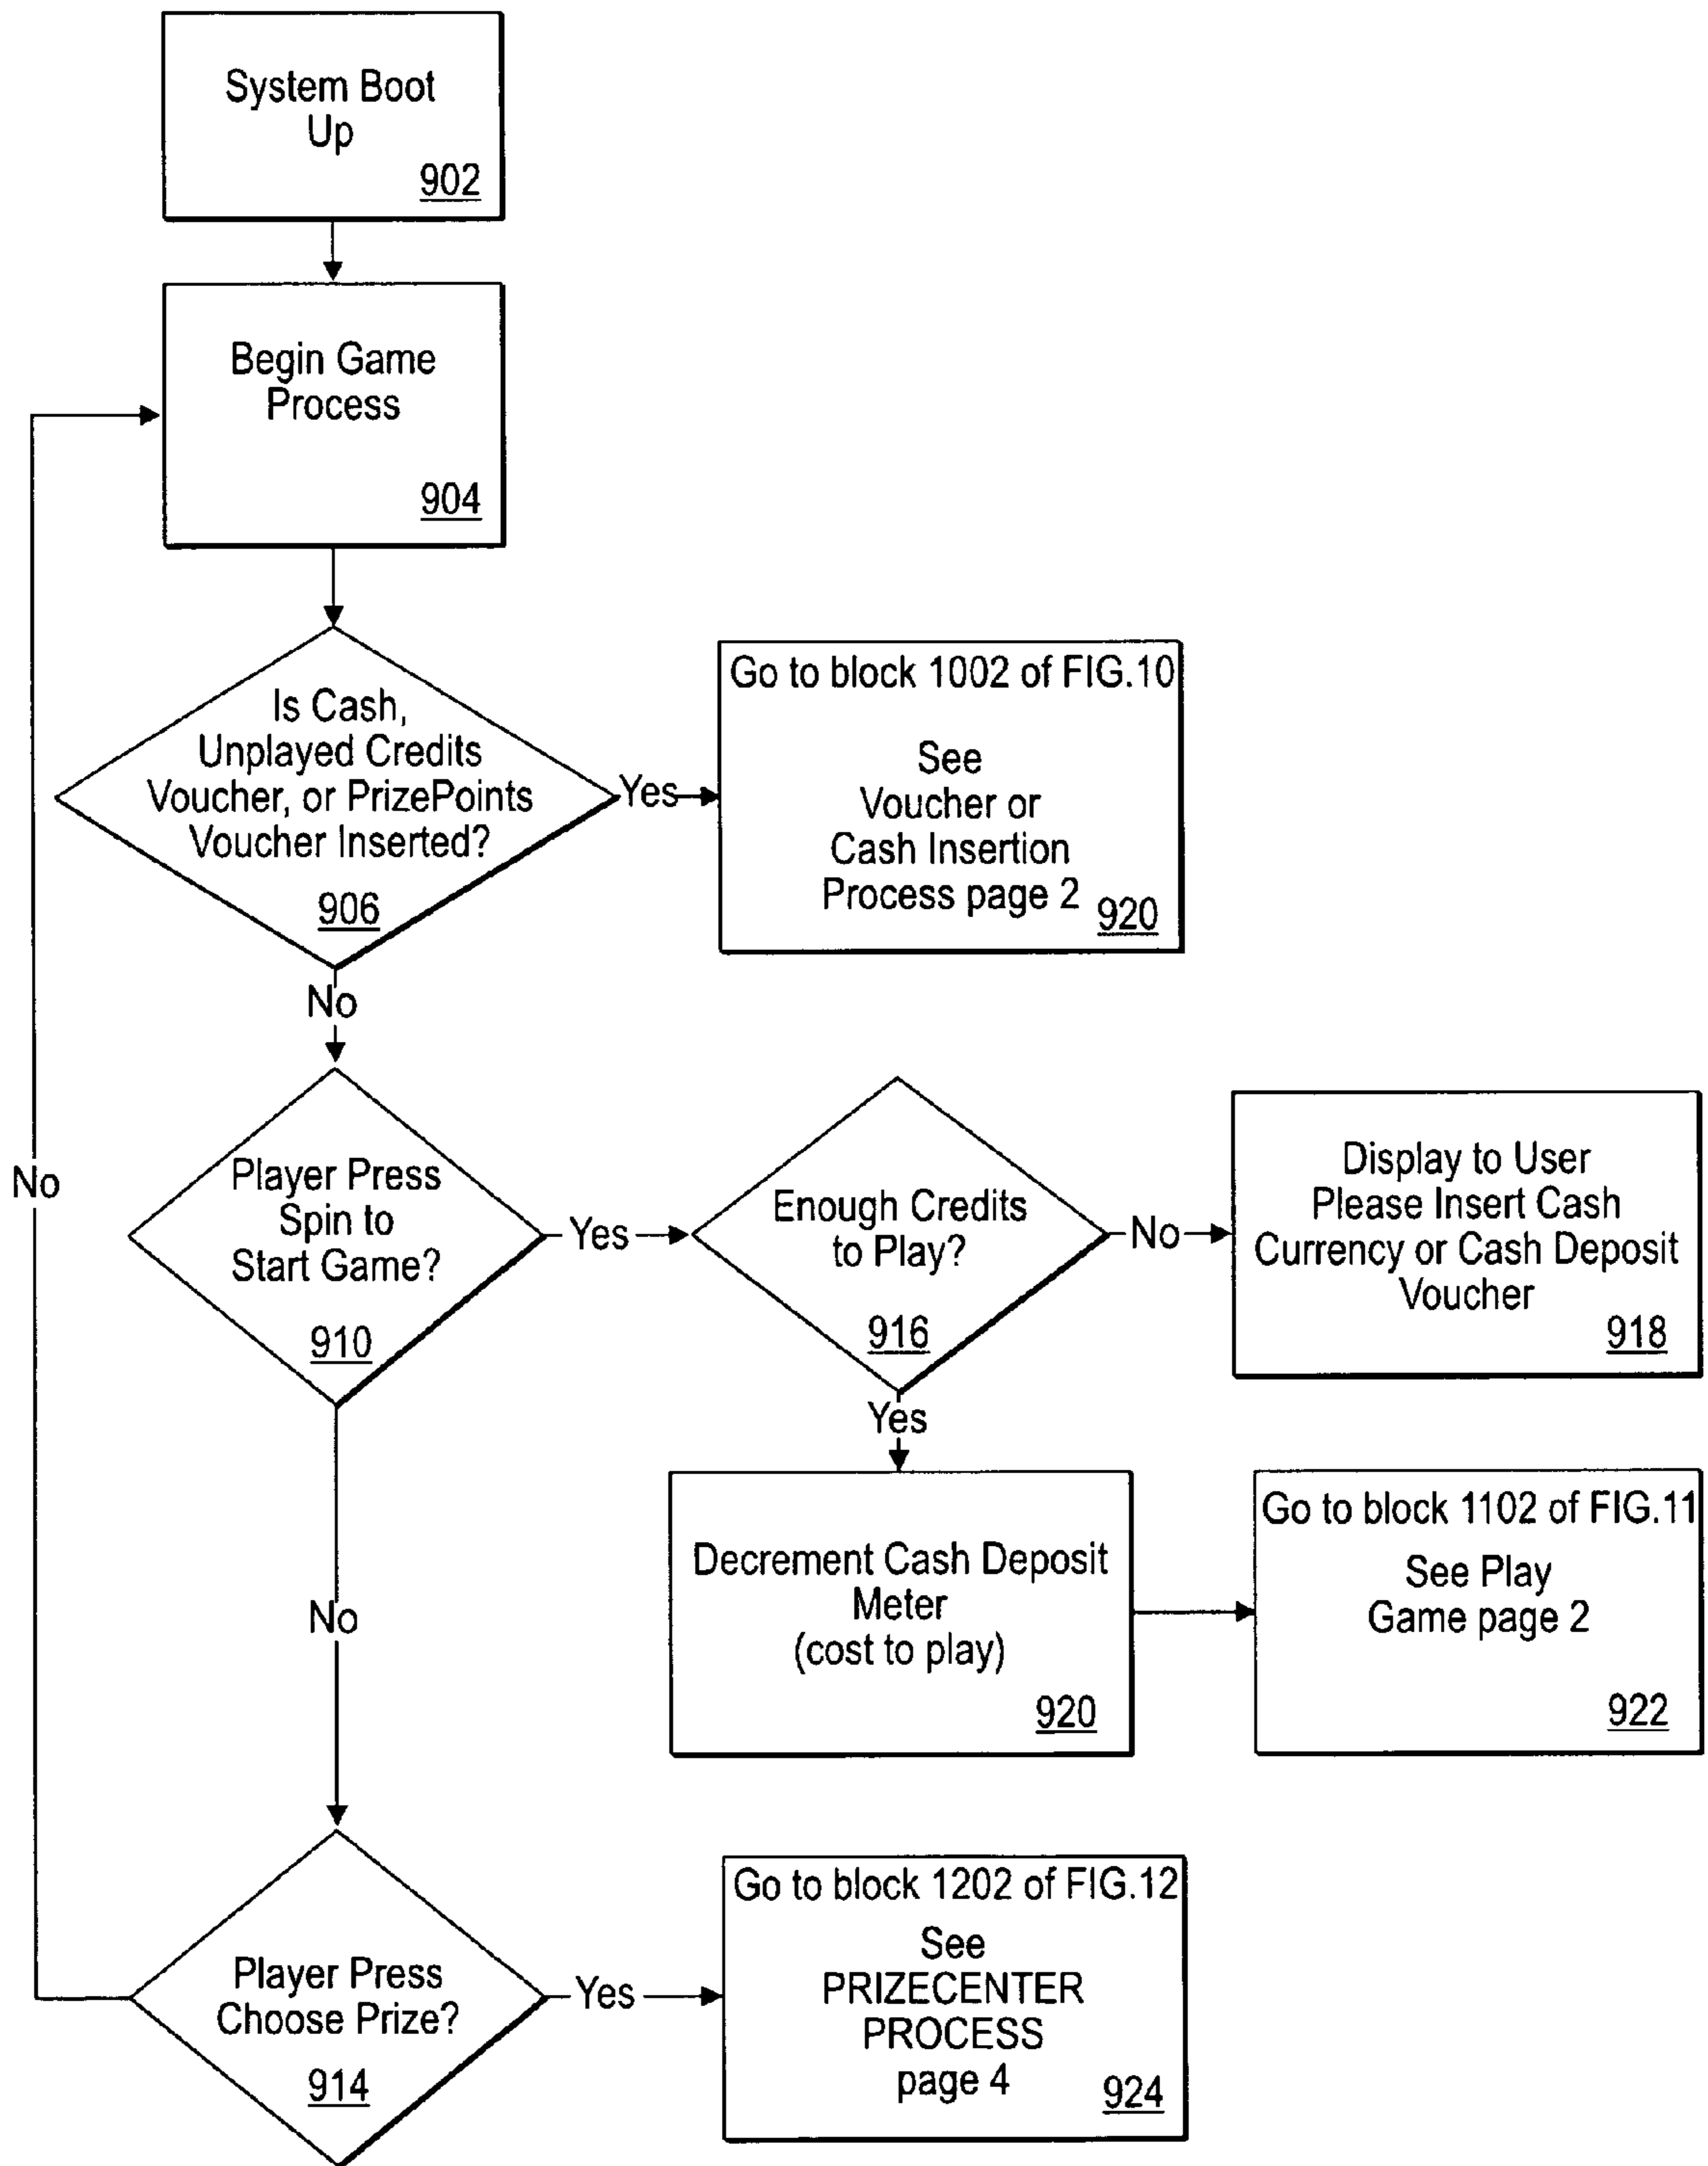 System Boot
Up
902
Begin Game
Process
904
Is Cash,
Unplayed Credits
Voucher, or PrizePoints
Voucher Inserted?
906
Yes
Go to block 1002 of FIG.10
See
Voucher or
Cash Insertion
Process page 2
920
No
Player Press
Spin to
Start Game?
910
Yes
Enough Credits
to Play?
916
No
Display to User
Please Insert Cash
Currency or Cash Deposit
Voucher
918
Yes
Decrement Cash Deposit
Meter
(cost to play)
920
Go to block 1102 of FIG.11
See Play
Game page 2
922
No
No
Player Press
Choose Prize?
914
Yes
Go to block 1202 of FIG.12
See
PRIZECENTER
PROCESS
page 4
924